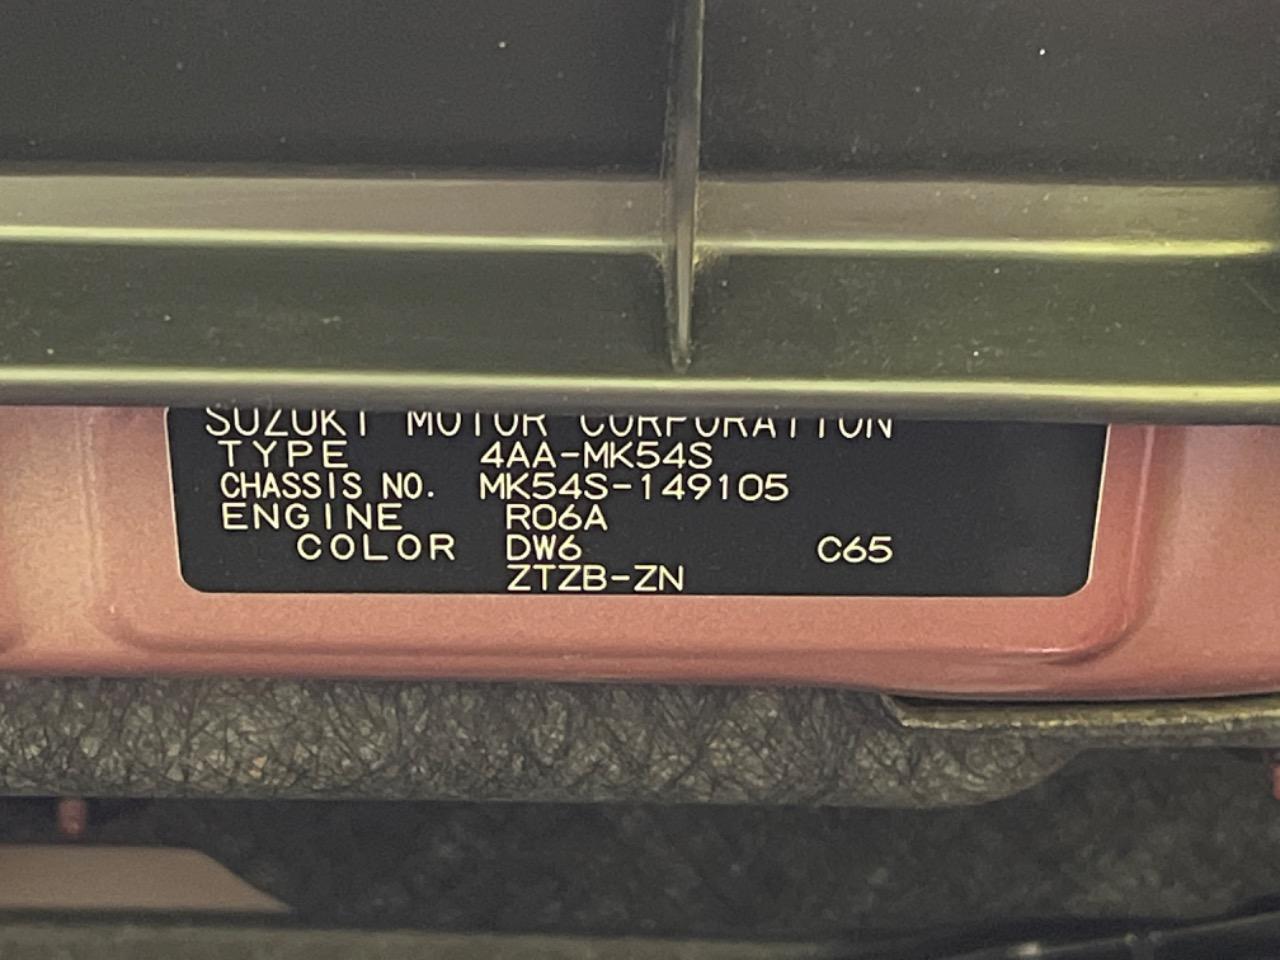 SUZUKI MOTOR CORPORATION
TYPE 4AA-MK54S
CHASSIS NO. MK54S-149105
ENGINE R06A
COLOR DW6 C65
ZTZB-ZN